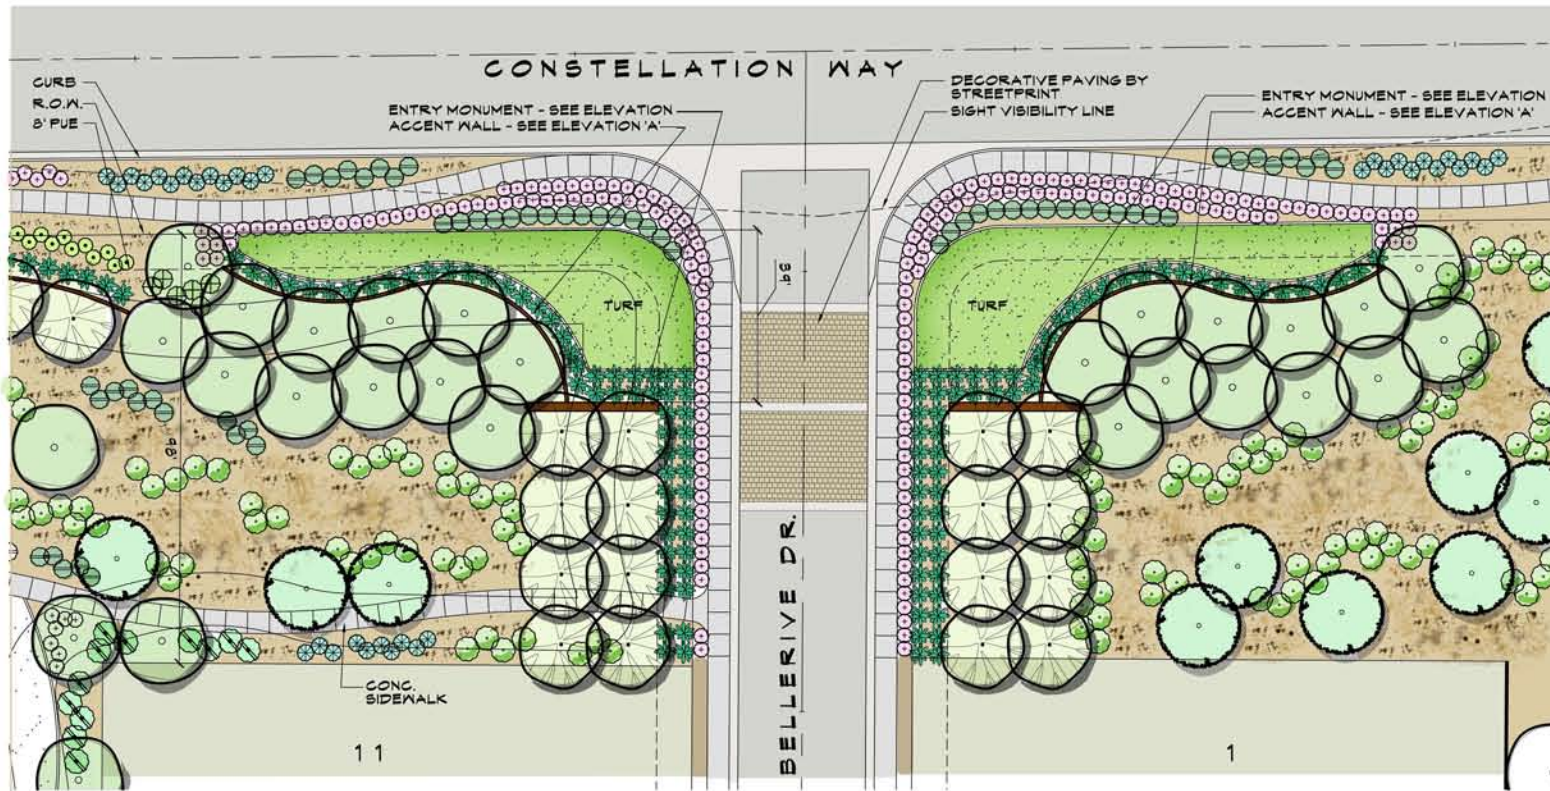 CONSTELLATION WAY
CURB
R.O.W.
8' PUE
ENTRY MONUMENT - SEE ELEVATION
ACCENT WALL - SEE ELEVATION 'A'
DECORATIVE PAVING BY
STREETPRINT
SIGHT VISIBILITY LINE
ENTRY MONUMENT - SEE ELEVATION
ACCENT WALL - SEE ELEVATION 'A'
TURF
TURF
BELLERIVE DR.
CONC.
SIDEWALK
11
1